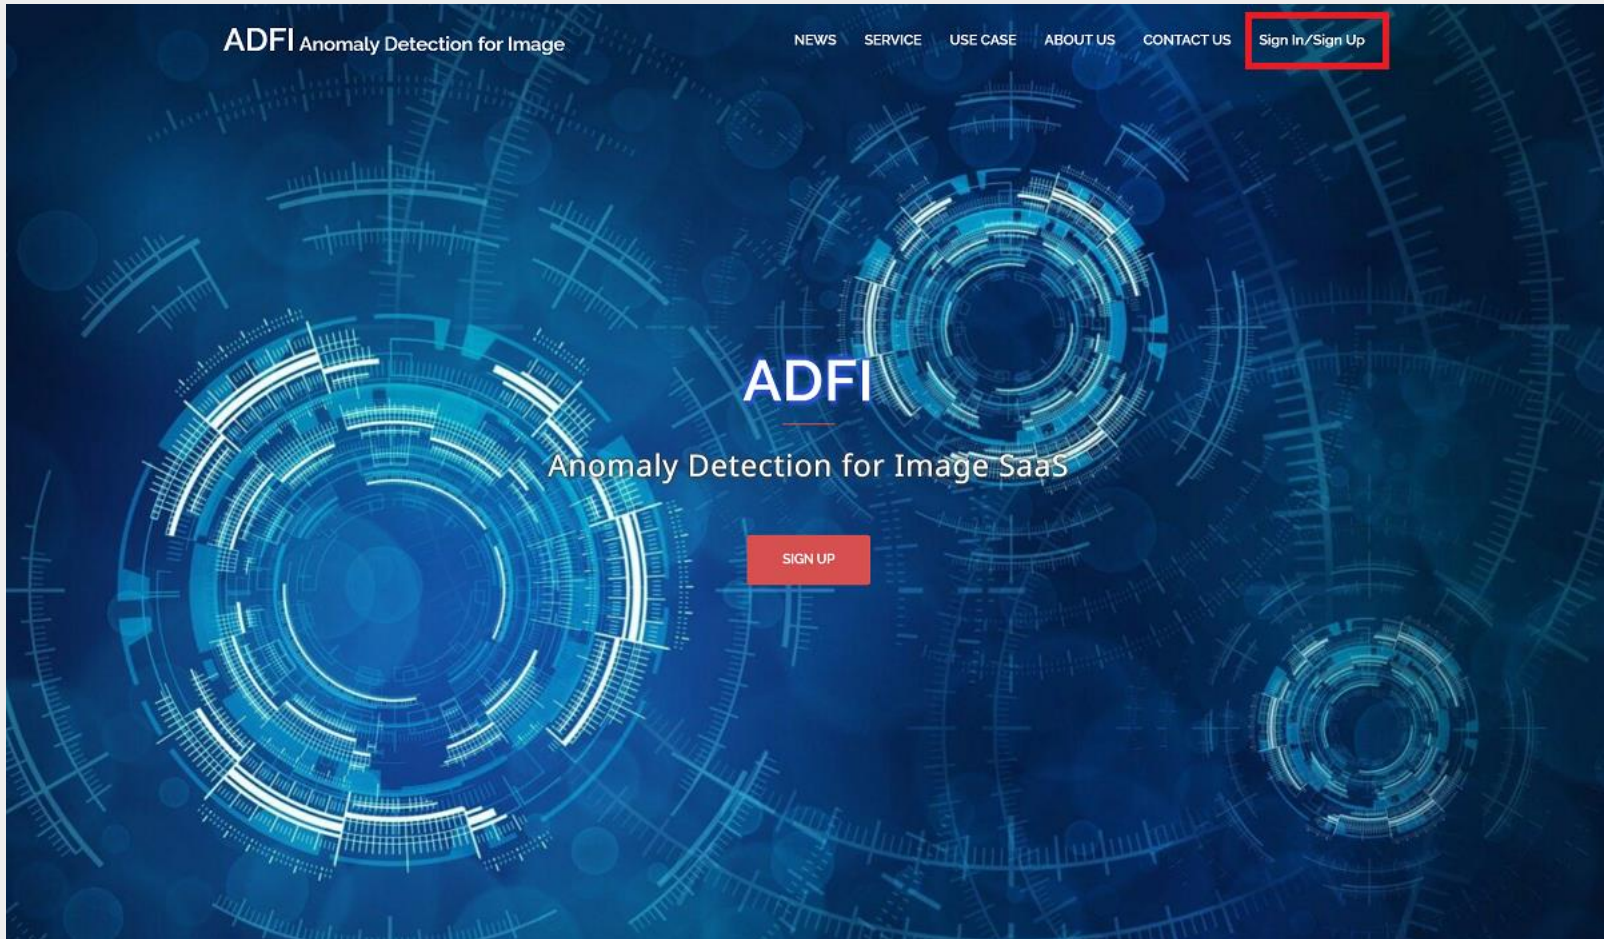 ADFI Anomaly Detection for Image
NEWS SERVICE USE CASE ABOUT US CONTACT US Sign In/Sign Up
ADFI
Anomaly Detection for Image SaaS
SIGN UP